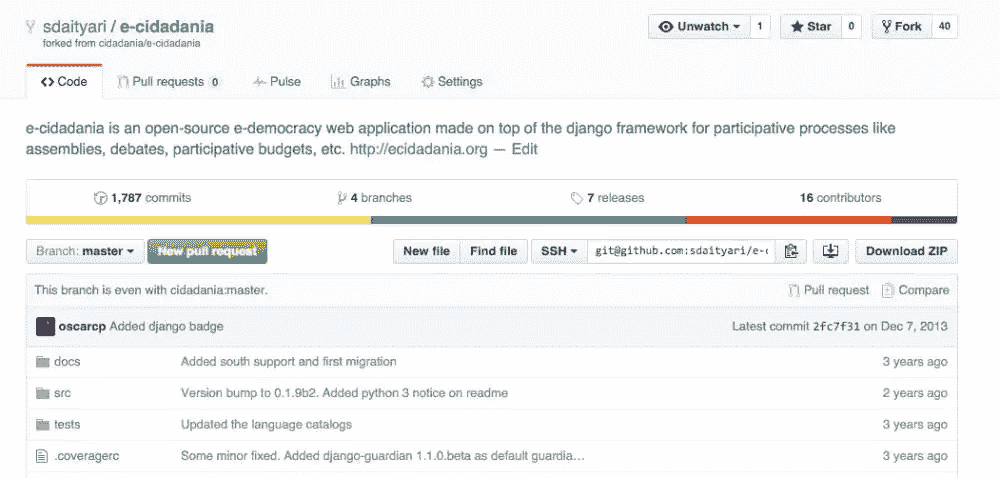 sdaityari / e-cidadania
forked from cidadania/e-cidadania
Unwatch 1 Star 0 Fork 40
Code Pull requests 0 Pulse Graphs Settings
e-cidadania is an open-source e-democracy web application made on top of the django framework for participative processes like
assemblies, debates, participative budgets, etc. http://ecidadania.org — Edit
1,787 commits 4 branches 7 releases 16 contributors
Branch: master New pull request New file Find file SSH git@github.com:sdaityari/e-c Download ZIP
This branch is even with cidadania:master. Pull request Compare
oscarcp Added django badge Latest commit 2fc7f31 on Dec 7, 2013
docs Added south support and first migration 3 years ago
src Version bump to 0.1.9b2. Added python 3 notice on readme 2 years ago
tests Updated the language catalogs 3 years ago
.coveragerc Some minor fixed. Added django-guardian 1.1.0.beta as default guardia… 3 years ago